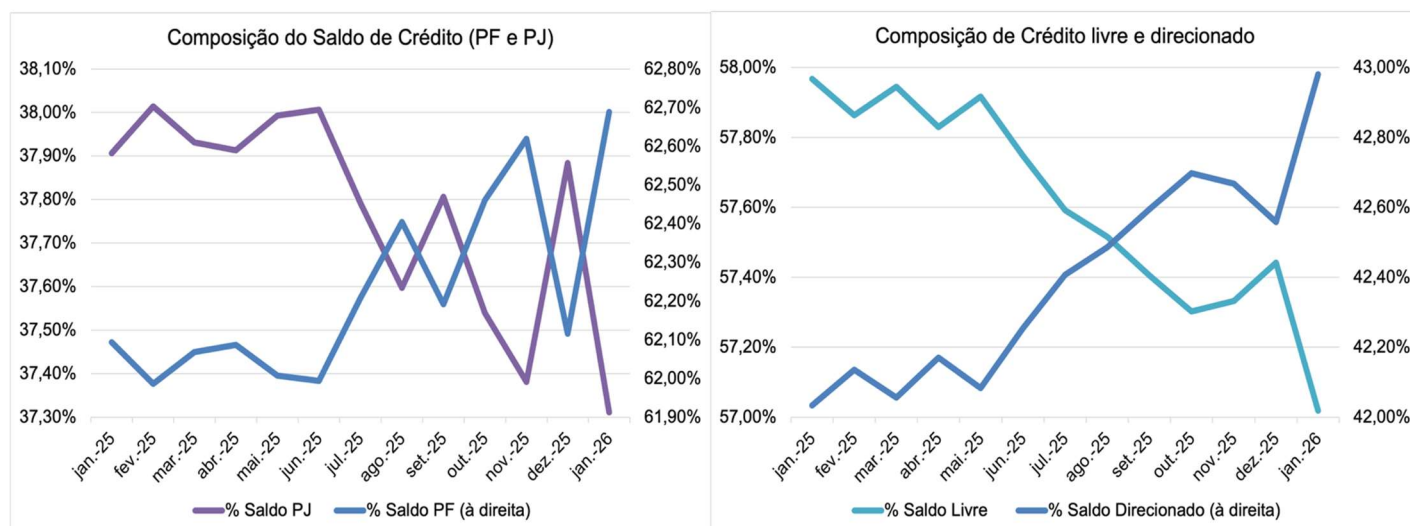 Composição do Saldo de Crédito (PF e PJ)
38,10%
38,00%
37,90%
37,80%
37,70%
37,60%
37,50%
37,40%
37,30%
62,80%
62,70%
62,60%
62,50%
62,40%
62,30%
62,20%
62,10%
62,00%
61,90%
jan.-25
fev.-25
mar.-25
abr.-25
mai.-25
jun.-25
jul.-25
ago.-25
set.-25
out.-25
nov.-25
dez.-25
jan.-26
% Saldo PJ
% Saldo PF (à direita)
Composição de Crédito livre e direcionado
58,00%
57,80%
57,60%
57,40%
57,20%
57,00%
43,00%
42,80%
42,60%
42,40%
42,20%
42,00%
jan.-25
fev.-25
mar.-25
abr.-25
mai.-25
jun.-25
jul.-25
ago.-25
set.-25
out.-25
nov.-25
dez.-25
jan.-26
% Saldo Livre
% Saldo Direcionado (à direita)